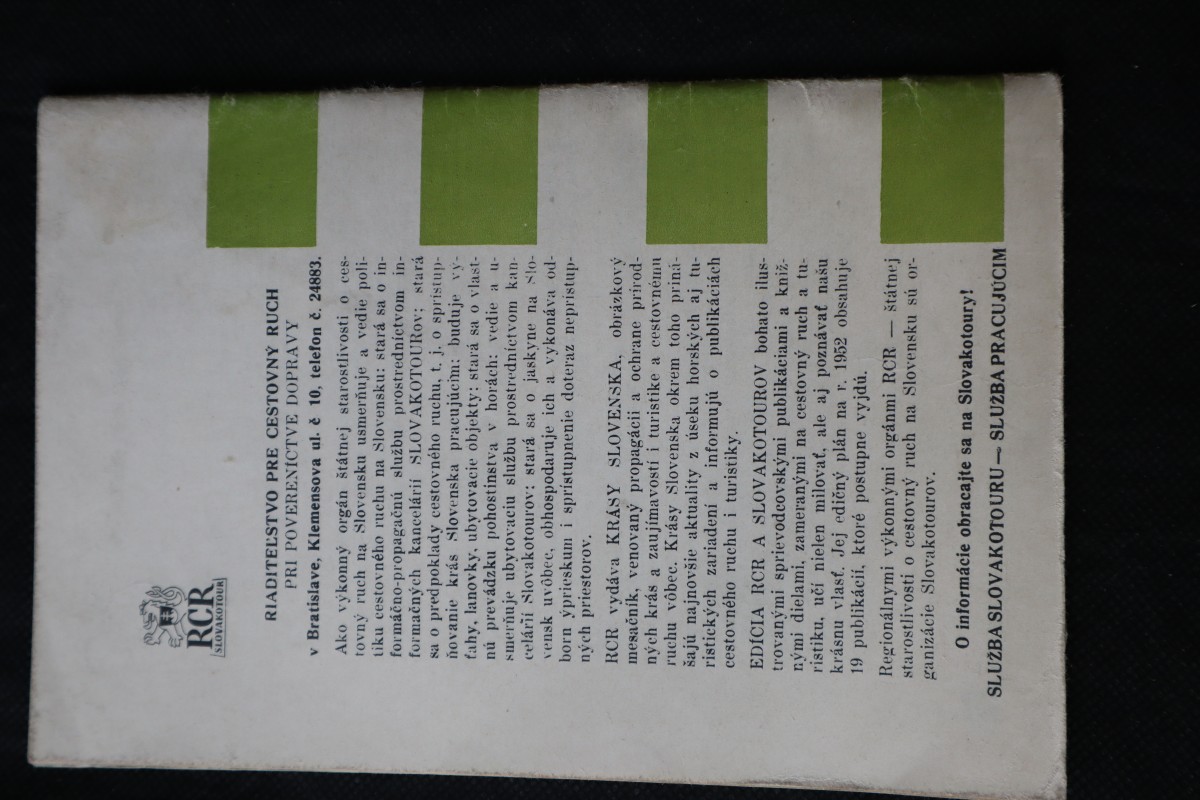 RCR
SLOVAKOTOUR
RIADITELSTVO PRE CESTOVNÝ RUCH
PRI POVERENÍCTVE DOPRAVY
v Bratislave, Klemensova ul. č 10, telefon č. 24883.
Ako výkonný orgán štátnej starostlivosti o ces-
tovný ruch na Slovensku usmerňuje a vedie poli-
tiku cestovného ruchu na Slovensku: stará sa o in-
formačno-propagačnú službu prostredníctvom in-
formačných kancelárií SLOVAKOTOURov; stará
sa o predpoklady cestovného ruchu, t. j. o sprístup-
ňovanie krás Slovenska pracujúcim: buduje vý-
ťahy, lanovky, ubytovacie objekty; stará sa o vlast-
nú prevádzku pohostinstva v horách: vedie a u-
smerňuje ubytovaciu službu prostredníctvom kan-
celárií Slovakotourov; stará sa o jaskyne na Slo-
vensk uvôbec, obhospodaruje ich a vykonáva od-
born ýprieskum i sprístupnenie doteraz neprístup-
ných priestorov.
RCR vydáva KRÁSY SLOVENSKA, obrázkový
mesačník, venovaný propagácii a ochrane prírod-
ných krás a zaujímavostí i turistike a cestovnému
ruchu vôbec. Krásy Slovenska okrem toho priná-
šajú najnovšie aktuality z úseku horských aj tu-
ristických zariadení a informujú o publikáciách
cestovného ruchu i turistiky.
EDÍCIA RCR A SLOVAKOTOUROV bohato ilus-
trovanými sprievodcovskými publikáciami a kniž-
nými dielami, zameranými na cestovný ruch a tu-
ristiku, učí nielen milovať, ale aj poznávať našu
krásnu vlasť. Jej edičný plán na r. 1952 obsahuje
19 publikácií, ktoré postupne vyjdú.
Regionálnymi výkonnými orgánmi RCR — štátnej
starostlivosti o cestovný ruch na Slovensku sú or-
ganizácie Slovakotourov.
O informácie obracajte sa na Slovakotoury!
SLUŽBA SLOVAKOTOURU — SLUŽBA PRACUJÚCIM